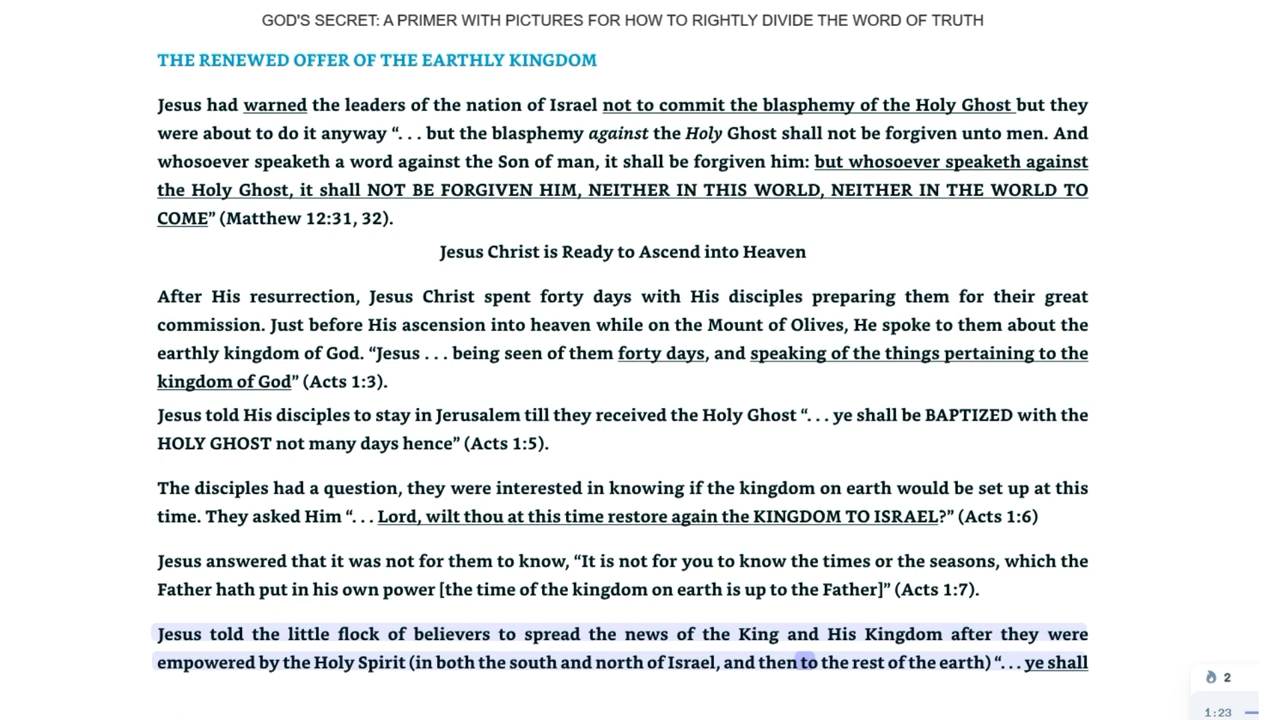 GOD'S SECRET: A PRIMER WITH PICTURES FOR HOW TO RIGHTLY DIVIDE THE WORD OF TRUTH
THE RENEWED OFFER OF THE EARTHLY KINGDOM
Jesus had warned the leaders of the nation of Israel not to commit the blasphemy of the Holy Ghost but they
were about to do it anyway “. . . but the blasphemy against the Holy Ghost shall not be forgiven unto men. And
whosoever speaketh a word against the Son of man, it shall be forgiven him: but whosoever speaketh against
the Holy Ghost, it shall NOT BE FORGIVEN HIM, NEITHER IN THIS WORLD, NEITHER IN THE WORLD TO
COME” (Matthew 12:31, 32).
Jesus Christ is Ready to Ascend into Heaven
After His resurrection, Jesus Christ spent forty days with His disciples preparing them for their great
commission. Just before His ascension into heaven while on the Mount of Olives, He spoke to them about the
earthly kingdom of God. “Jesus . . . being seen of them forty days, and speaking of the things pertaining to the
kingdom of God” (Acts 1:3).
Jesus told His disciples to stay in Jerusalem till they received the Holy Ghost “. . . ye shall be BAPTIZED with the
HOLY GHOST not many days hence” (Acts 1:5).
The disciples had a question, they were interested in knowing if the kingdom on earth would be set up at this
time. They asked Him “. . . Lord, wilt thou at this time restore again the KINGDOM TO ISRAEL?” (Acts 1:6)
Jesus answered that it was not for them to know, “It is not for you to know the times or the seasons, which the
Father hath put in his own power [the time of the kingdom on earth is up to the Father]” (Acts 1:7).
Jesus told the little flock of believers to spread the news of the King and His Kingdom after they were
empowered by the Holy Spirit (in both the south and north of Israel, and then to the rest of the earth) “. . . ye shall
2
1:23